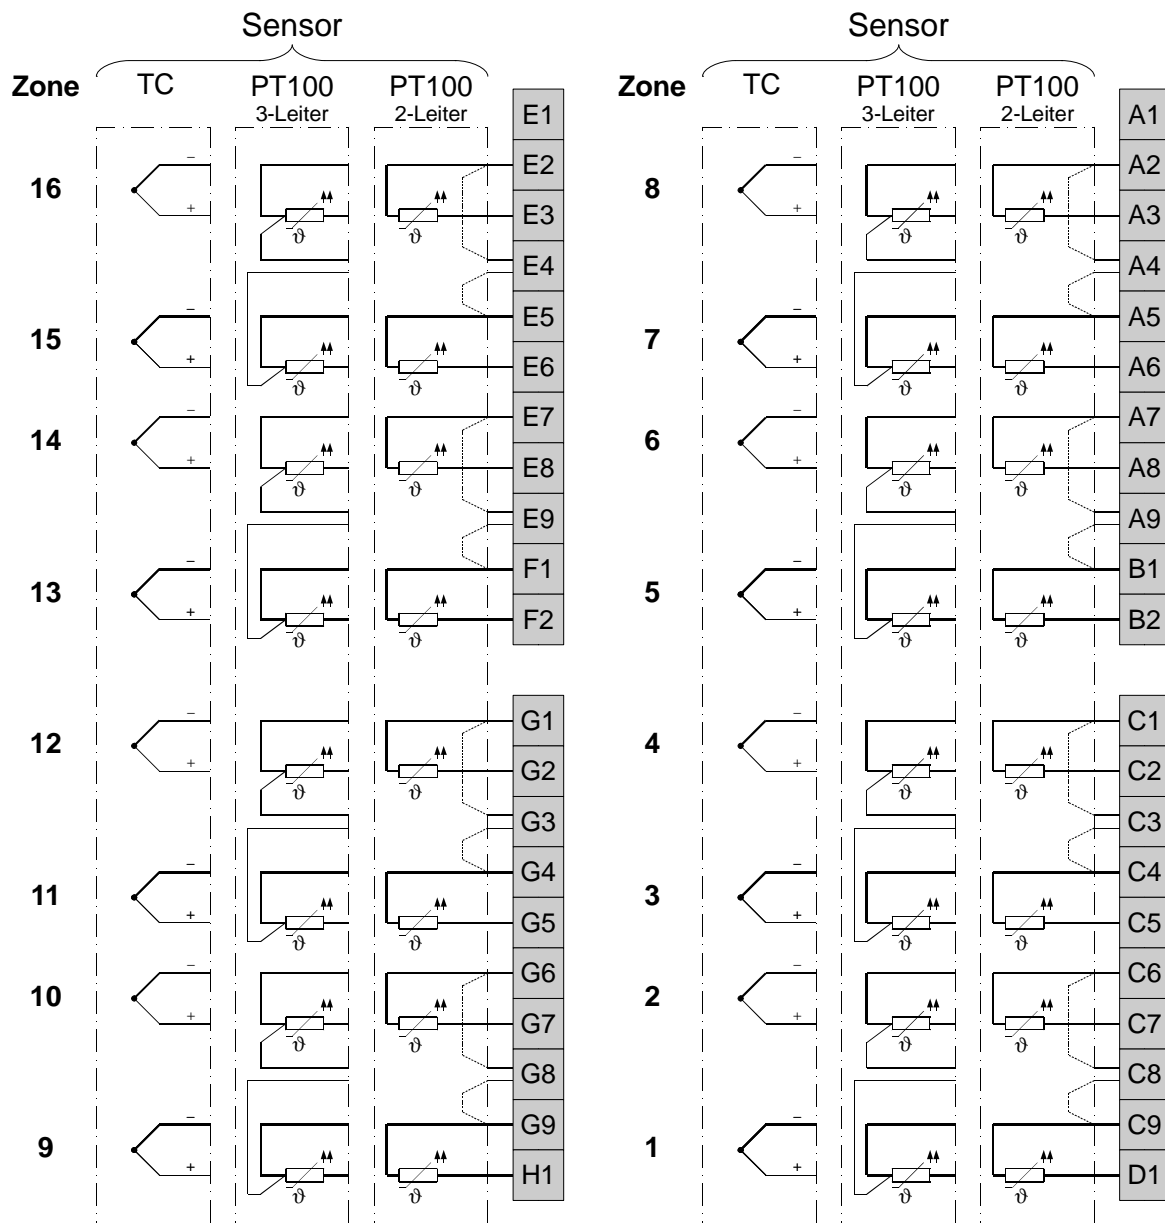 Sensor
Zone TC PT100 PT100
3-Leiter 2-Leiter
E1
16 − + ϑ ϑ E2
E3
E4
15 − + ϑ ϑ E5
E6
14 − + ϑ ϑ E7
E8
E9
13 − + ϑ ϑ F1
F2
12 − + ϑ ϑ G1
G2
G3
11 − + ϑ ϑ G4
G5
10 − + ϑ ϑ G6
G7
G8
9 − + ϑ ϑ G9
H1
Sensor
Zone TC PT100 PT100
3-Leiter 2-Leiter
A1
8 − + ϑ ϑ A2
A3
A4
7 − + ϑ ϑ A5
A6
6 − + ϑ ϑ A7
A8
A9
5 − + ϑ ϑ B1
B2
4 − + ϑ ϑ C1
C2
C3
3 − + ϑ ϑ C4
C5
2 − + ϑ ϑ C6
C7
C8
1 − + ϑ ϑ C9
D1